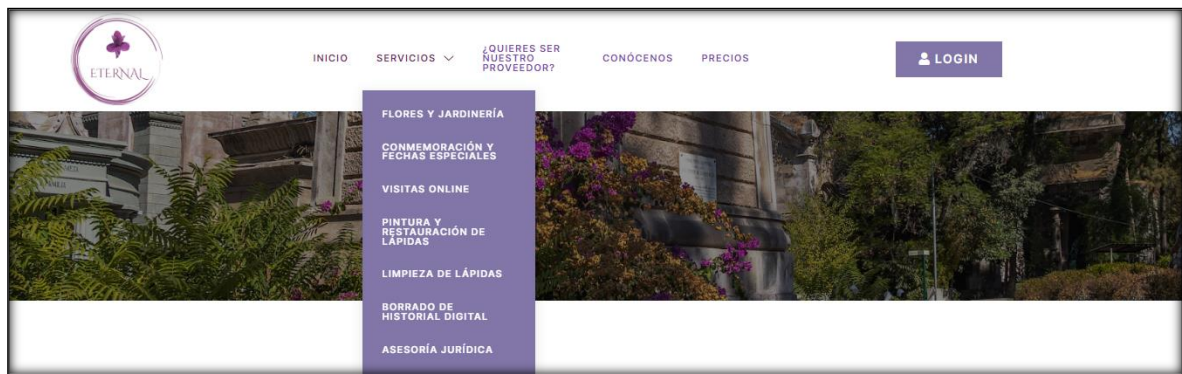 ETERNAL
INICIO
SERVICIOS
¿QUIERES SER
NUESTRO
PROVEEDOR?
CONÓCENOS
PRECIOS
LOGIN
FLORES Y JARDINERÍA
CONMEMORACIÓN Y
FECHAS ESPECIALES
VISITAS ONLINE
PINTURA Y
RESTAURACIÓN DE
LÁPIDAS
LIMPIEZA DE LÁPIDAS
BORRADO DE
HISTORIAL DIGITAL
ASESORÍA JURÍDICA